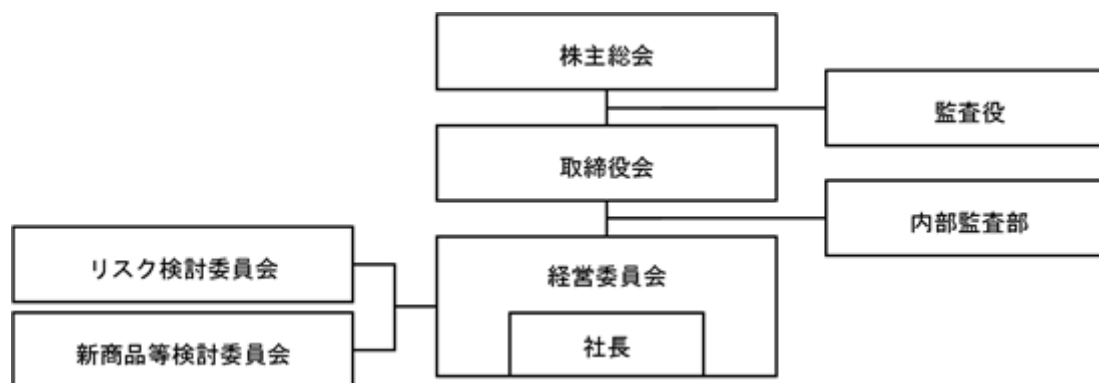 株主総会
監査役
取締役会
内部監査部
リスク検討委員会
経営委員会
社長
新商品等検討委員会